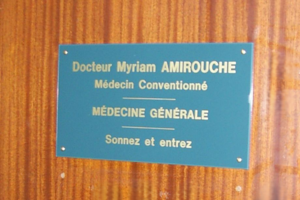 Docteur Myriam AMIROUCHE
Médecin Conventionné
MÉDECINE GÉNÉRALE
Sonnez et entrez